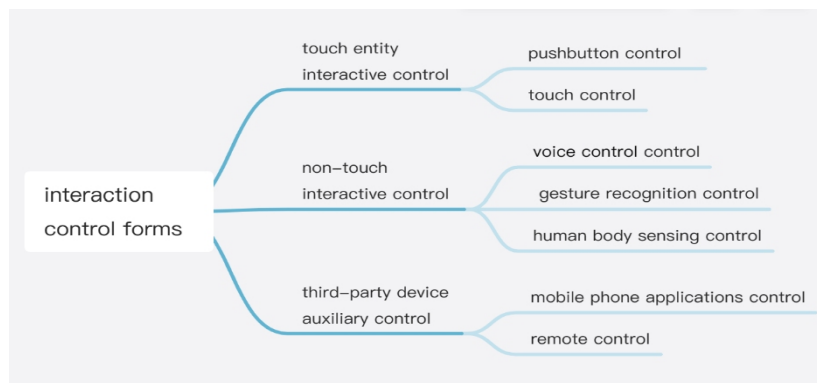 interaction
control forms
touch entity
interactive control
pushbutton control
touch control
non-touch
interactive control
voice control control
gesture recognition control
human body sensing control
third-party device
auxiliary control
mobile phone applications control
remote control